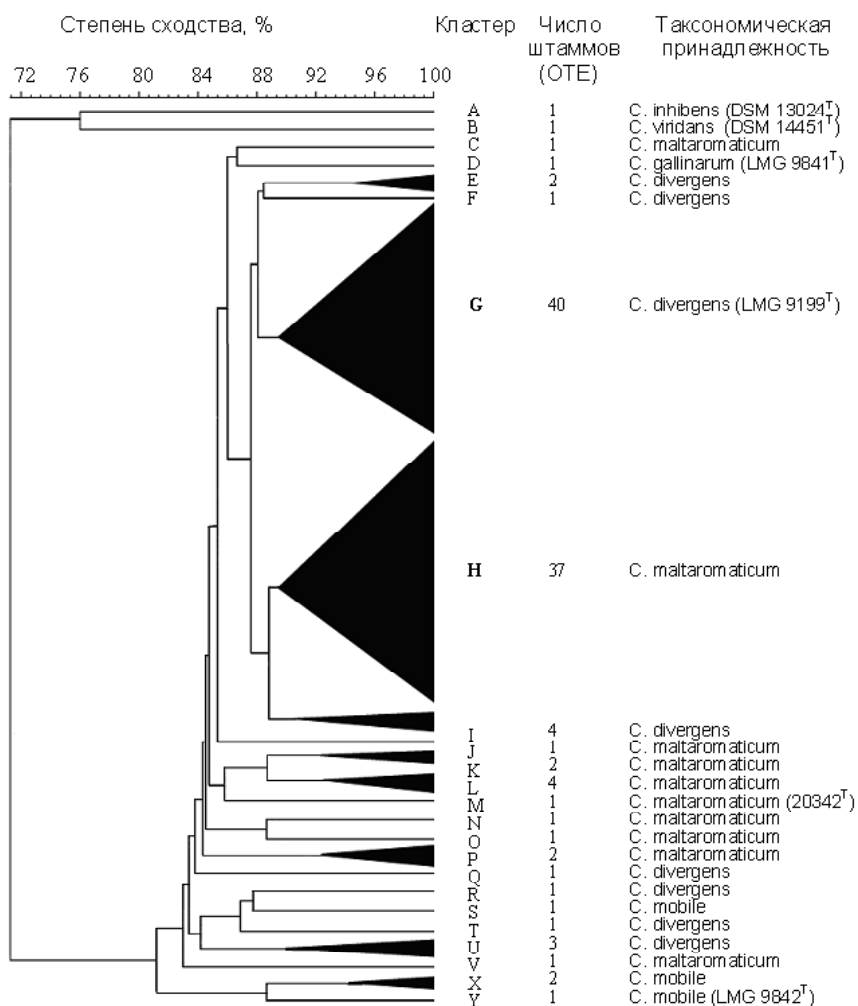 Степень сходства, % Кластер Число Таксономическая
штаммов принадлежность
(ОТЕ)
72 76 80 84 88 92 96 100
A 1 C. inhibens (DSM 13024T)
B 1 C. viridans (DSM 14451T)
C 1 C. maltaromaticum
D 1 C. gallinarum (LMG 9841T)
E 2 C. divergens
F 1 C. divergens
G 40 C. divergens (LMG 9199T)
H 37 C. maltaromaticum
I 4 C. divergens
J 1 C. maltaromaticum
K 2 C. maltaromaticum
L 4 C. maltaromaticum
M 1 C. maltaromaticum (20342T)
N 1 C. maltaromaticum
O 1 C. maltaromaticum
P 2 C. maltaromaticum
Q 1 C. divergens
R 1 C. divergens
S 1 C. mobile
T 1 C. divergens
U 3 C. divergens
V 1 C. maltaromaticum
X 2 C. mobile
Y 1 C. mobile (LMG 9842T)